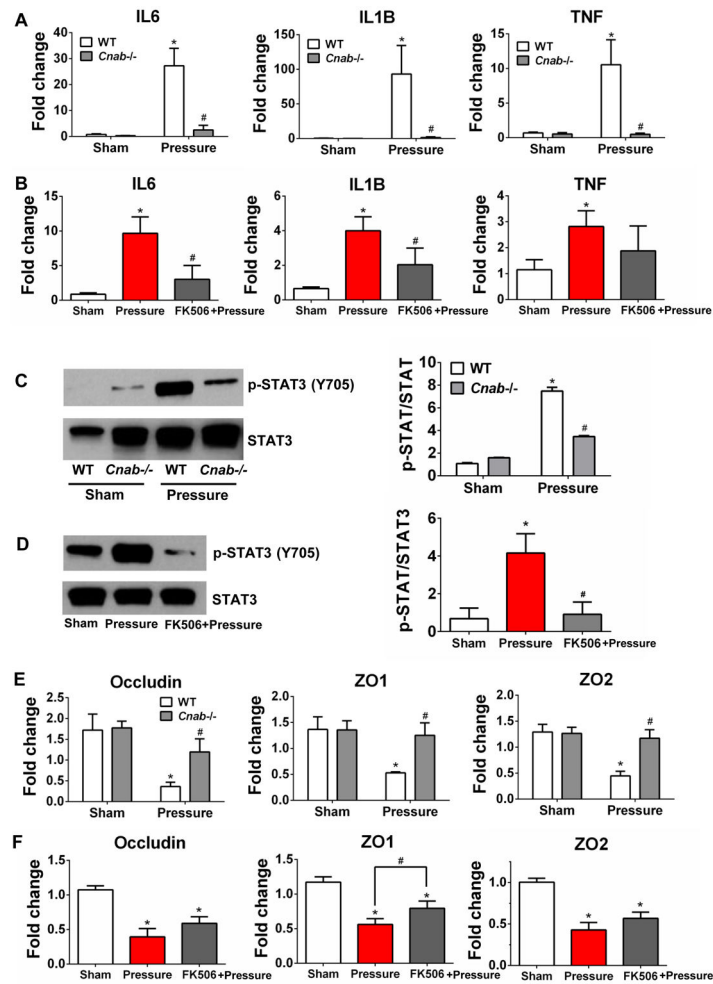 A
IL6
IL1B
TNF
Fold change
40
30
20
10
0
WT
Cnab-/-
*
#
Sham
Pressure
Fold change
150
100
50
0
*
#
Sham
Pressure
Fold change
15
10
5
0
WT
Cnab-/-
*
#
Sham
Pressure
B
IL6
IL1B
TNF
Fold change
15
10
5
0
*
#
Sham Pressure FK506+Pressure
Fold change
6
4
2
0
*
#
Sham Pressure FK506+Pressure
Fold change
4
3
2
1
0
*
Sham Pressure FK506+Pressure
C
p-STAT3 (Y705)
STAT3
WT Cnab-/- WT Cnab-/-
Sham Pressure
p-STAT/STAT
10
8
6
4
2
0
WT
Cnab-/-
*
#
Sham
Pressure
D
p-STAT3 (Y705)
STAT3
Sham Pressure FK506+Pressure
p-STAT/STAT3
6
4
2
0
*
#
Sham Pressure FK506+Pressure
E
Occludin
ZO1
ZO2
Fold change
2.5
2.0
1.5
1.0
0.5
0.0
WT
Cnab-/-
*
#
Sham
Pressure
Fold change
2.0
1.5
1.0
0.5
0.0
*
#
Sham
Pressure
Fold change
2.0
1.5
1.0
0.5
0.0
*
#
Sham
Pressure
F
Occludin
ZO1
ZO2
Fold change
1.5
1.0
0.5
0.0
*
*
Sham Pressure FK506+Pressure
Fold change
1.5
1.0
0.5
0.0
#
*
*
Sham Pressure FK506+Pressure
Fold change
1.5
1.0
0.5
0.0
*
*
Sham Pressure FK506+Pressure